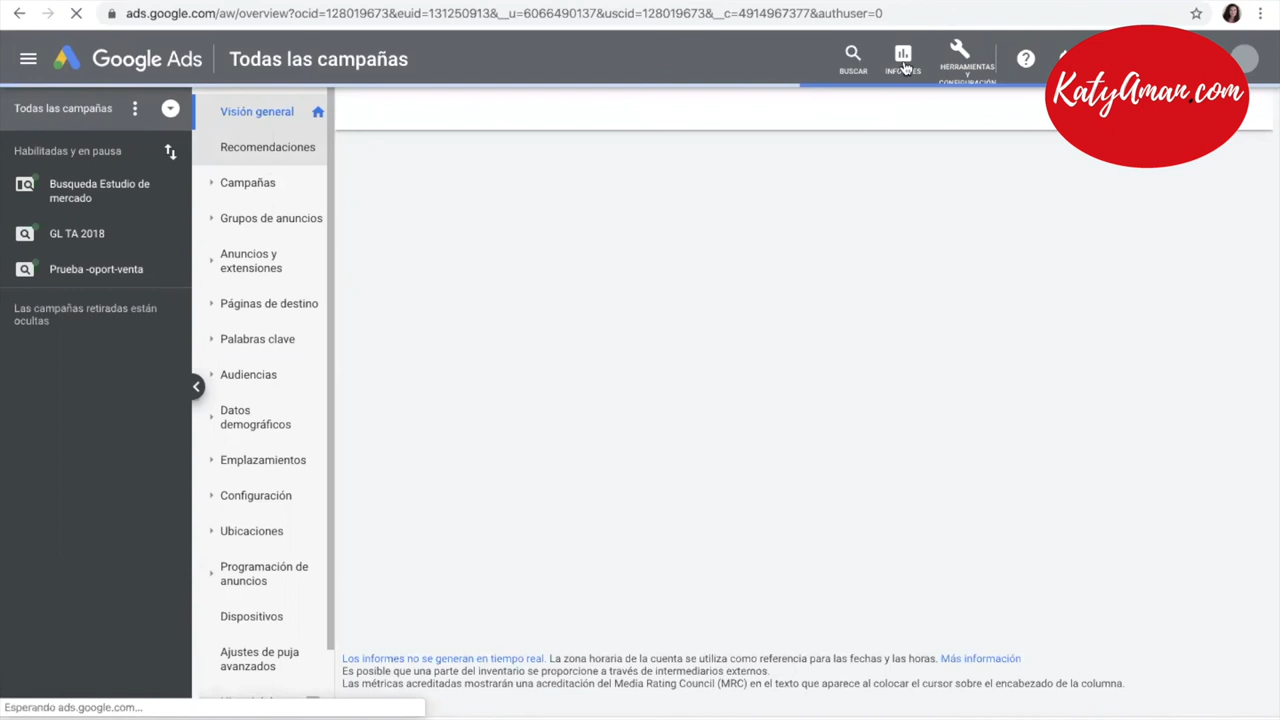 ads.google.com/aw/overview?ocid=128019673&euid=131250913&__u=6066490137&uscid=128019673&__c=4914967377&authuser=0
Google Ads
Todas las campañas
BUSCAR
INFORMES
HERRAMIENTAS
Y
CONFIGURACIÓN
KatyAman.com
Todas las campañas
Habilitadas y en pausa
Busqueda Estudio de
mercado
GL TA 2018
Prueba -oport-venta
Las campañas retiradas están
ocultas
Visión general
Recomendaciones
Campañas
Grupos de anuncios
Anuncios y
extensiones
Páginas de destino
Palabras clave
Audiencias
Datos
demográficos
Emplazamientos
Configuración
Ubicaciones
Programación de
anuncios
Dispositivos
Ajustes de puja
avanzados
Los informes no se generan en tiempo real. La zona horaria de la cuenta se utiliza como referencia para las fechas y las horas. Más información
Es posible que una parte del inventario se proporcione a través de intermediarios externos.
Las métricas acreditadas mostrarán una acreditación del Media Rating Council (MRC) en el texto que aparece al colocar el cursor sobre el encabezado de la columna.
Esperando ads.google.com...